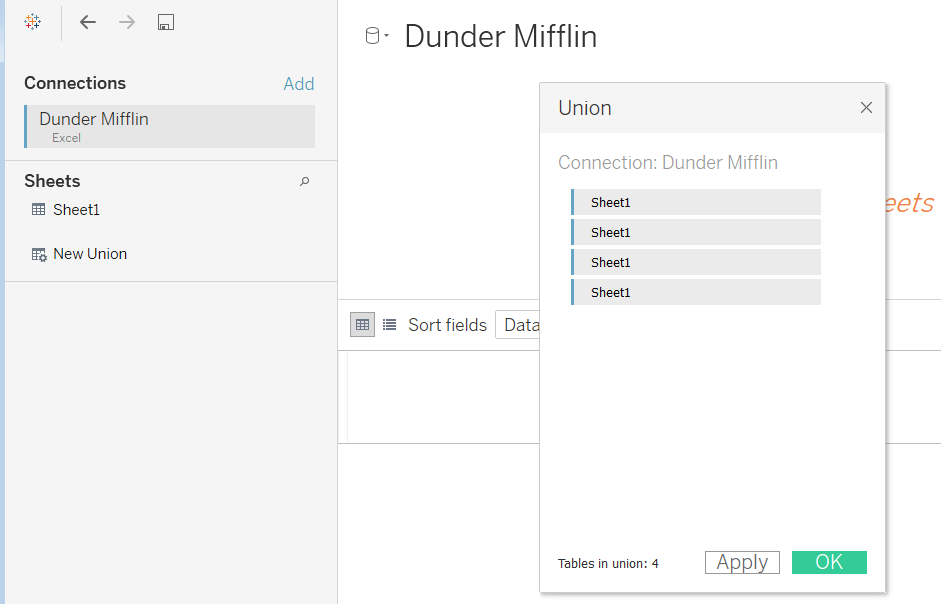 Dunder Mifflin
Connections
Add
Dunder Mifflin
Excel
Sheets
Sheet1
New Union
Union
Connection: Dunder Mifflin
Sheet1
Sheet1
Sheet1
Sheet1
Sort fields
Data
Tables in union: 4
Apply
OK